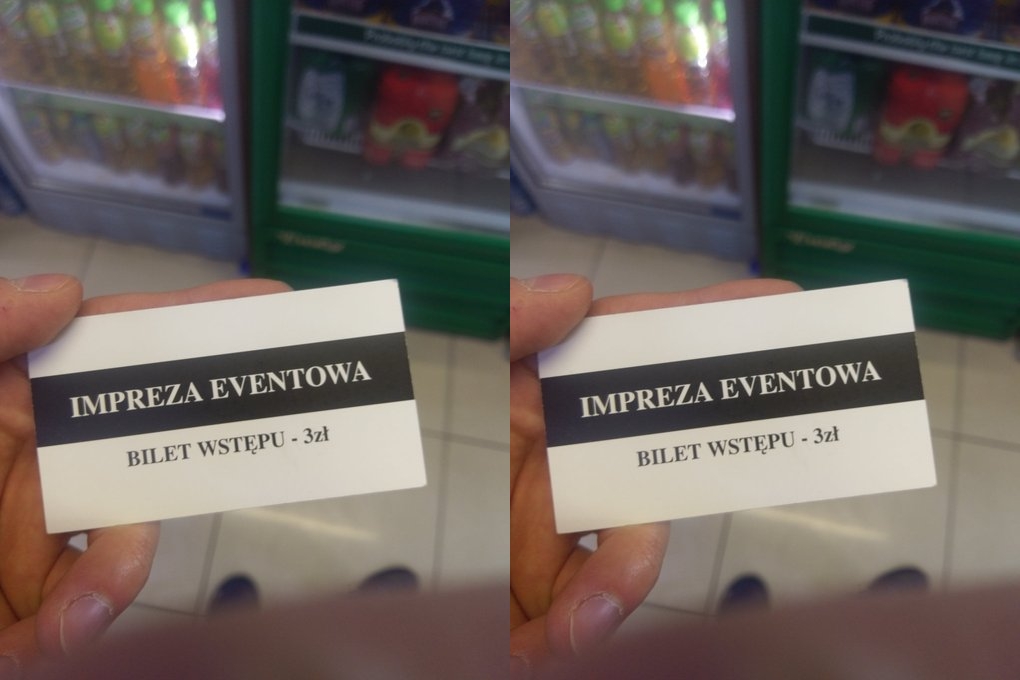 IMPREZA EVENTOWA
BILET WSTĘPU - 3zł
IMPREZA EVENTOWA
BILET WSTĘPU - 3zł